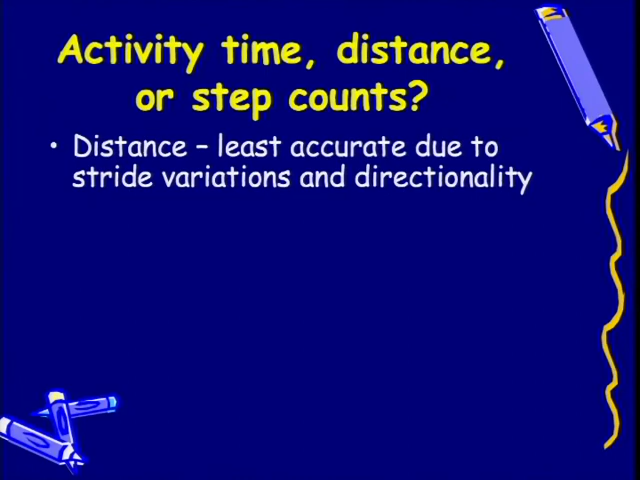 Activity time, distance,
or step counts?
• Distance – least accurate due to
stride variations and directionality